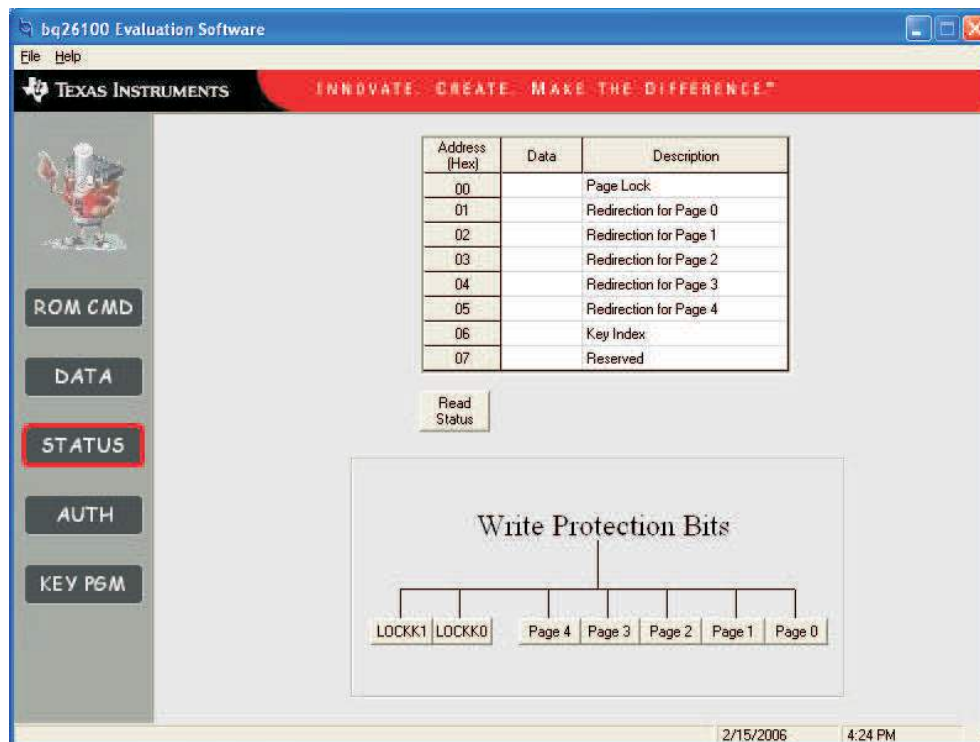 bq26100 Evaluation Software
File Help
TEXAS INSTRUMENTS
INNOVATE. CREATE. MAKE THE DIFFERENCE.™
ROM CMD
DATA
STATUS
AUTH
KEY PGM
Address (Hex) Data Description
00 Page Lock
01 Redirection for Page 0
02 Redirection for Page 1
03 Redirection for Page 2
04 Redirection for Page 3
05 Redirection for Page 4
06 Key Index
07 Reserved
Read
Status
Write Protection Bits
LOCKK1 LOCKK0 Page 4 Page 3 Page 2 Page 1 Page 0
2/15/2006 4:24 PM